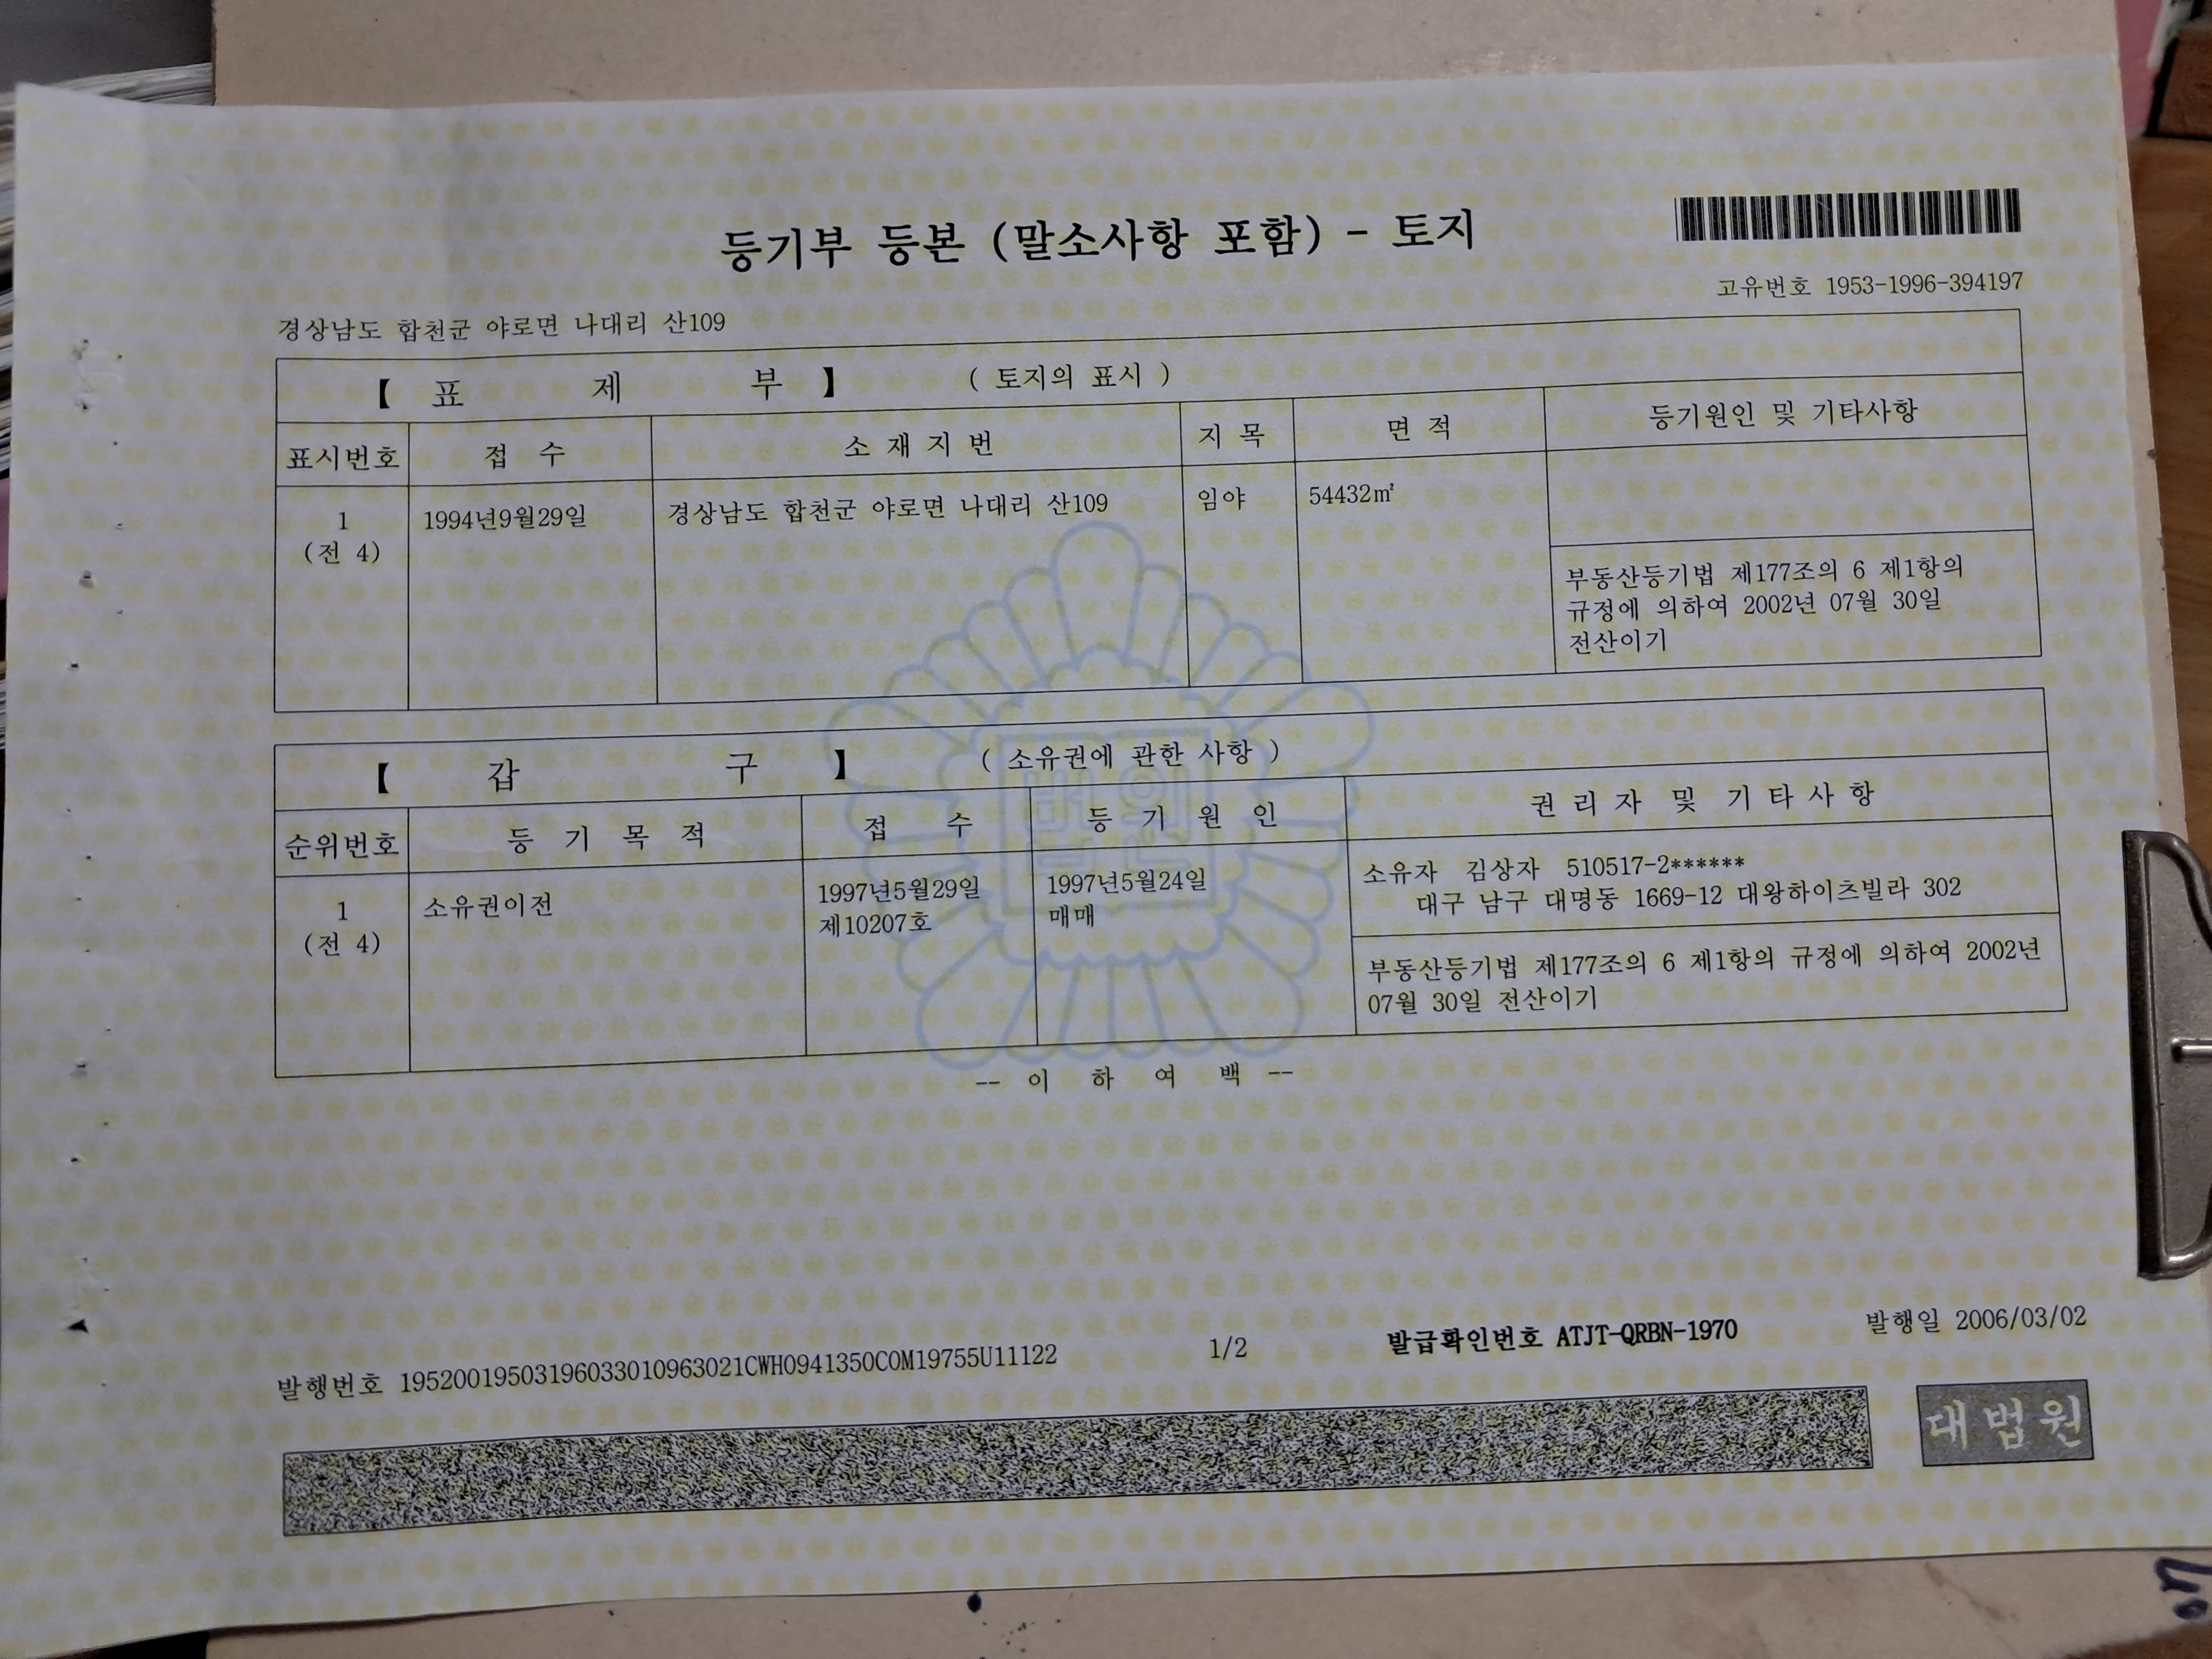 등기부 등본 (말소사항 포함) - 토지
고유번호 1953-1996-394197
경상남도 합천군 야로면 나대리 산109
【 표 제 부 】 ( 토지의 표시 )
표시번호 접 수 소 재 지 번 지 목 면 적 등기원인 및 기타사항
1 1994년9월29일 경상남도 합천군 야로면 나대리 산109 임야 54432㎡
(전 4)
부동산등기법 제177조의 6 제1항의
규정에 의하여 2002년 07월 30일
전산이기
【 갑 구 】 ( 소유권에 관한 사항 )
순위번호 등 기 목 적 접 수 등 기 원 인 권 리 자 및 기 타 사 항
1 소유권이전 1997년5월29일 1997년5월24일 소유자 김상자 510517-2******
(전 4) 제10207호 매매 대구 남구 대명동 1669-12 대왕하이츠빌라 302
부동산등기법 제177조의 6 제1항의 규정에 의하여 2002년
07월 30일 전산이기
-- 이 하 여 백 --
발행번호 19520019503196033010963021CWH0941350COM19755U11122 1/2 발급확인번호 ATJT-QRBN-1970 발행일 2006/03/02
대법원